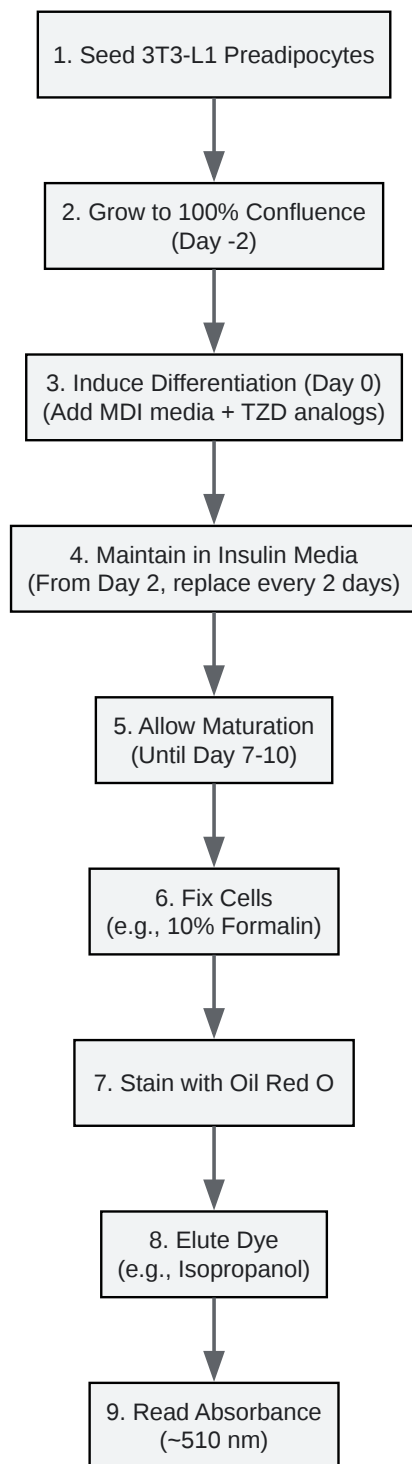 1. Seed 3T3-L1 Preadipocytes
2. Grow to 100% Confluence
(Day -2)
3. Induce Differentiation (Day 0)
(Add MDI media + TZD analogs)
4. Maintain in Insulin Media
(From Day 2, replace every 2 days)
5. Allow Maturation
(Until Day 7-10)
6. Fix Cells
(e.g., 10% Formalin)
7. Stain with Oil Red O
8. Elute Dye
(e.g., Isopropanol)
9. Read Absorbance
(~510 nm)